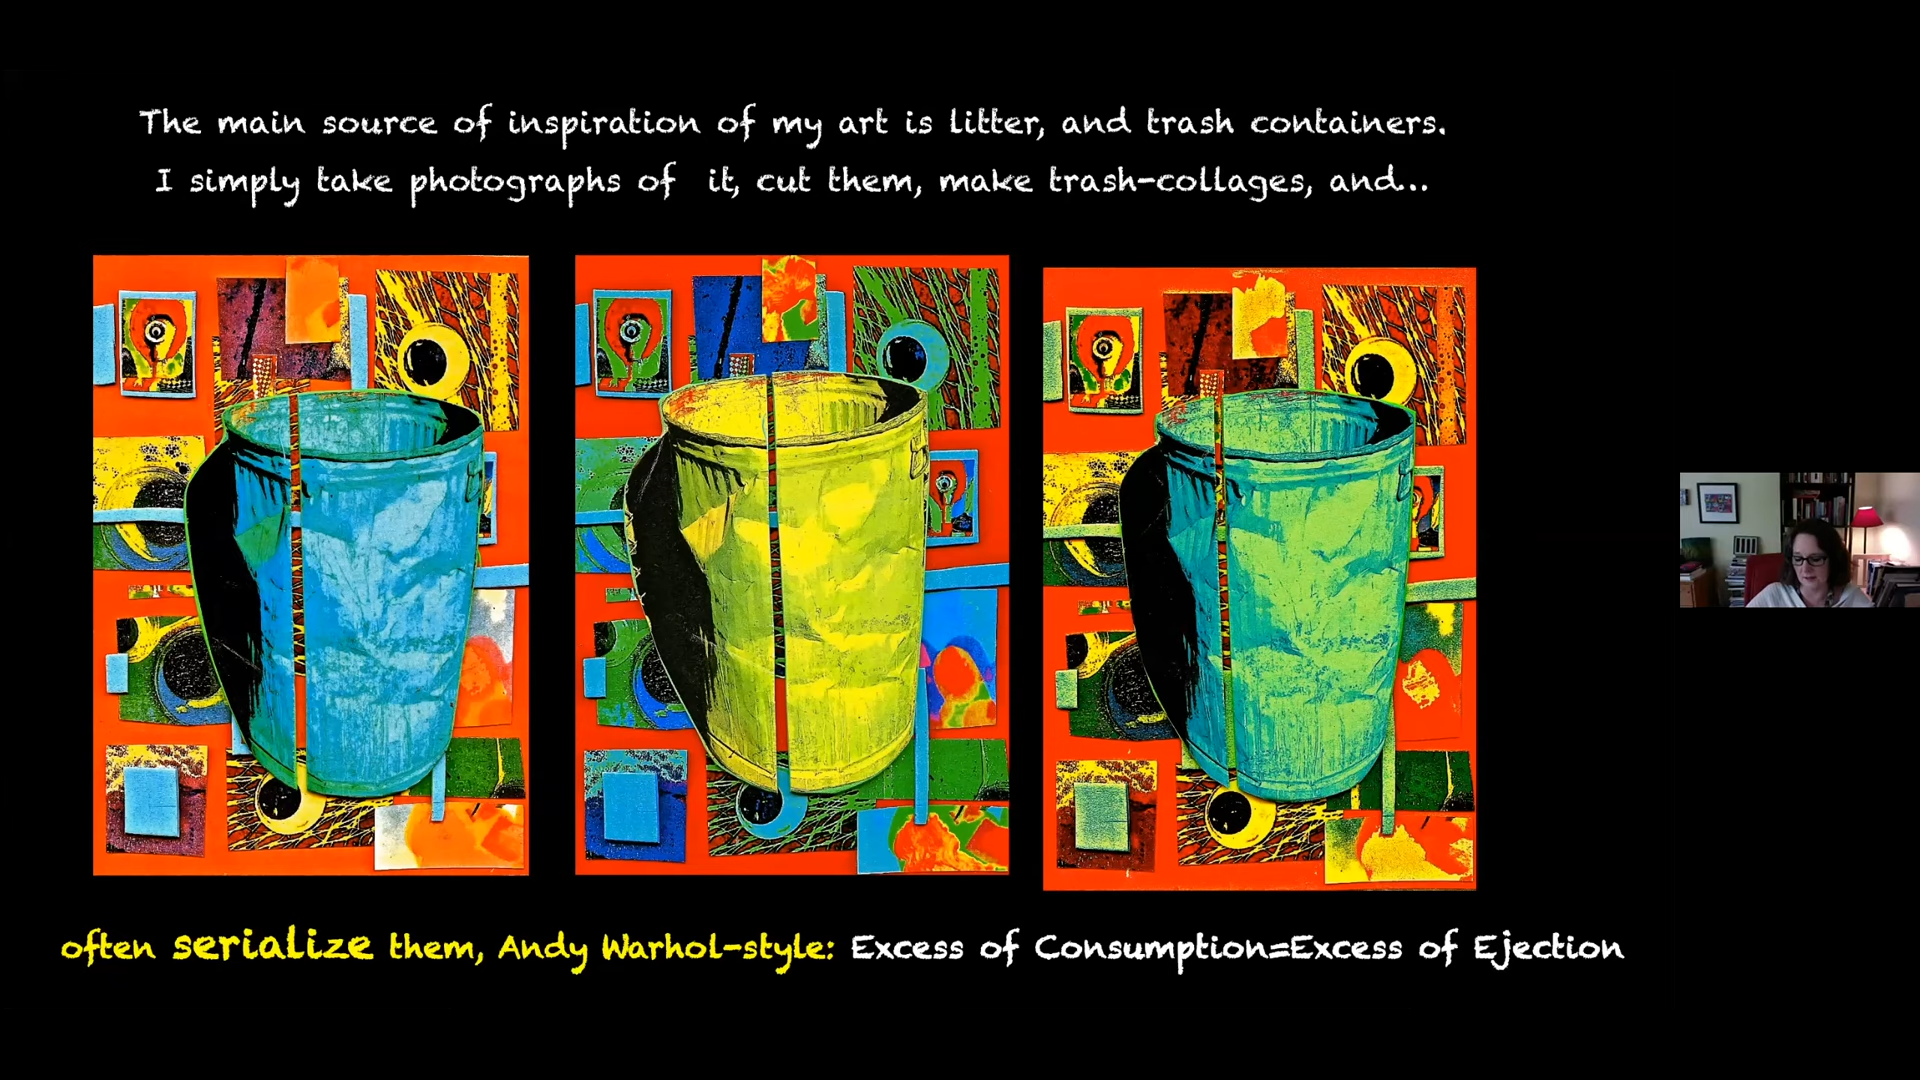 The main source of inspiration of my art is litter, and trash containers.
I simply take photographs of it, cut them, make trash-collages, and...
often serialize them, Andy Warhol-style: Excess of Consumption=Excess of Ejection